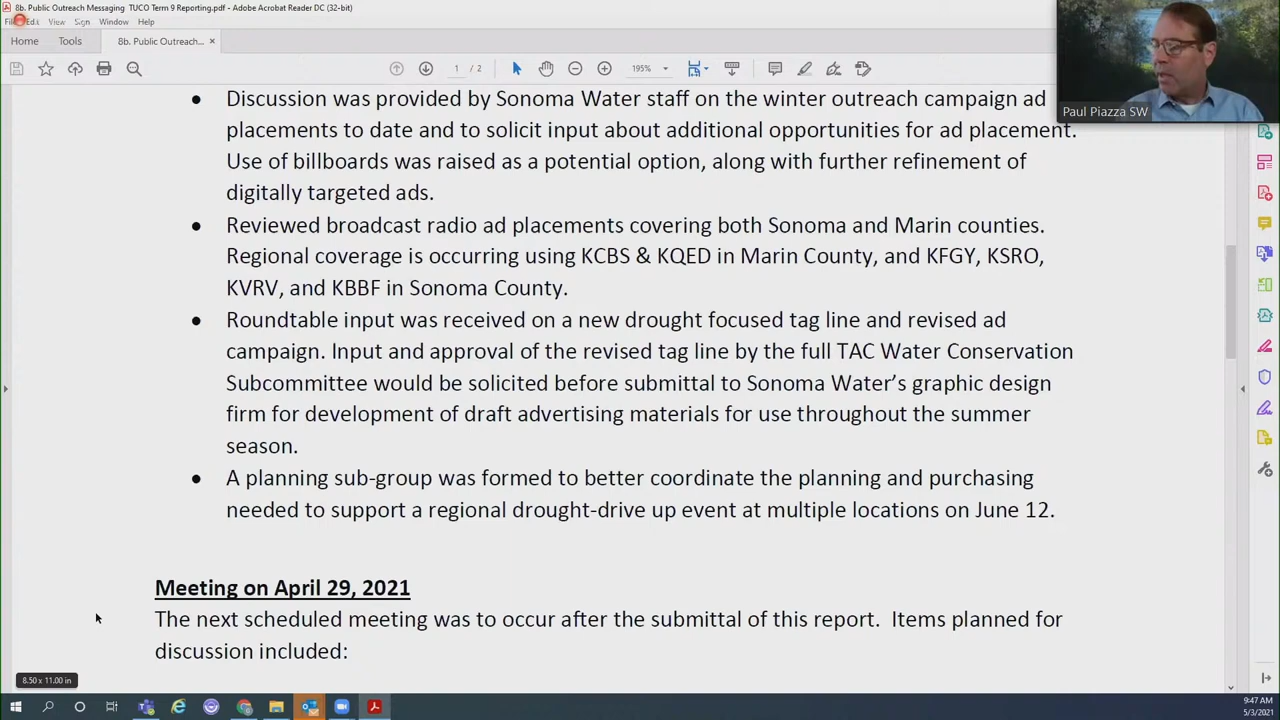 8b. Public Outreach Messaging TUCO Term 9 Reporting.pdf - Adobe Acrobat Reader DC (32-bit)
File Edit View Sign Window Help
Home Tools 8b. Public Outreach... ×
1 / 2 195%
Paul Piazza SW
• Discussion was provided by Sonoma Water staff on the winter outreach campaign ad
placements to date and to solicit input about additional opportunities for ad placement.
Use of billboards was raised as a potential option, along with further refinement of
digitally targeted ads.
• Reviewed broadcast radio ad placements covering both Sonoma and Marin counties.
Regional coverage is occurring using KCBS & KQED in Marin County, and KFGY, KSRO,
KVRV, and KBBF in Sonoma County.
• Roundtable input was received on a new drought focused tag line and revised ad
campaign. Input and approval of the revised tag line by the full TAC Water Conservation
Subcommittee would be solicited before submittal to Sonoma Water’s graphic design
firm for development of draft advertising materials for use throughout the summer
season.
• A planning sub-group was formed to better coordinate the planning and purchasing
needed to support a regional drought-drive up event at multiple locations on June 12.
Meeting on April 29, 2021
The next scheduled meeting was to occur after the submittal of this report. Items planned for
discussion included:
8.50 x 11.00 in
9:47 AM
5/3/2021